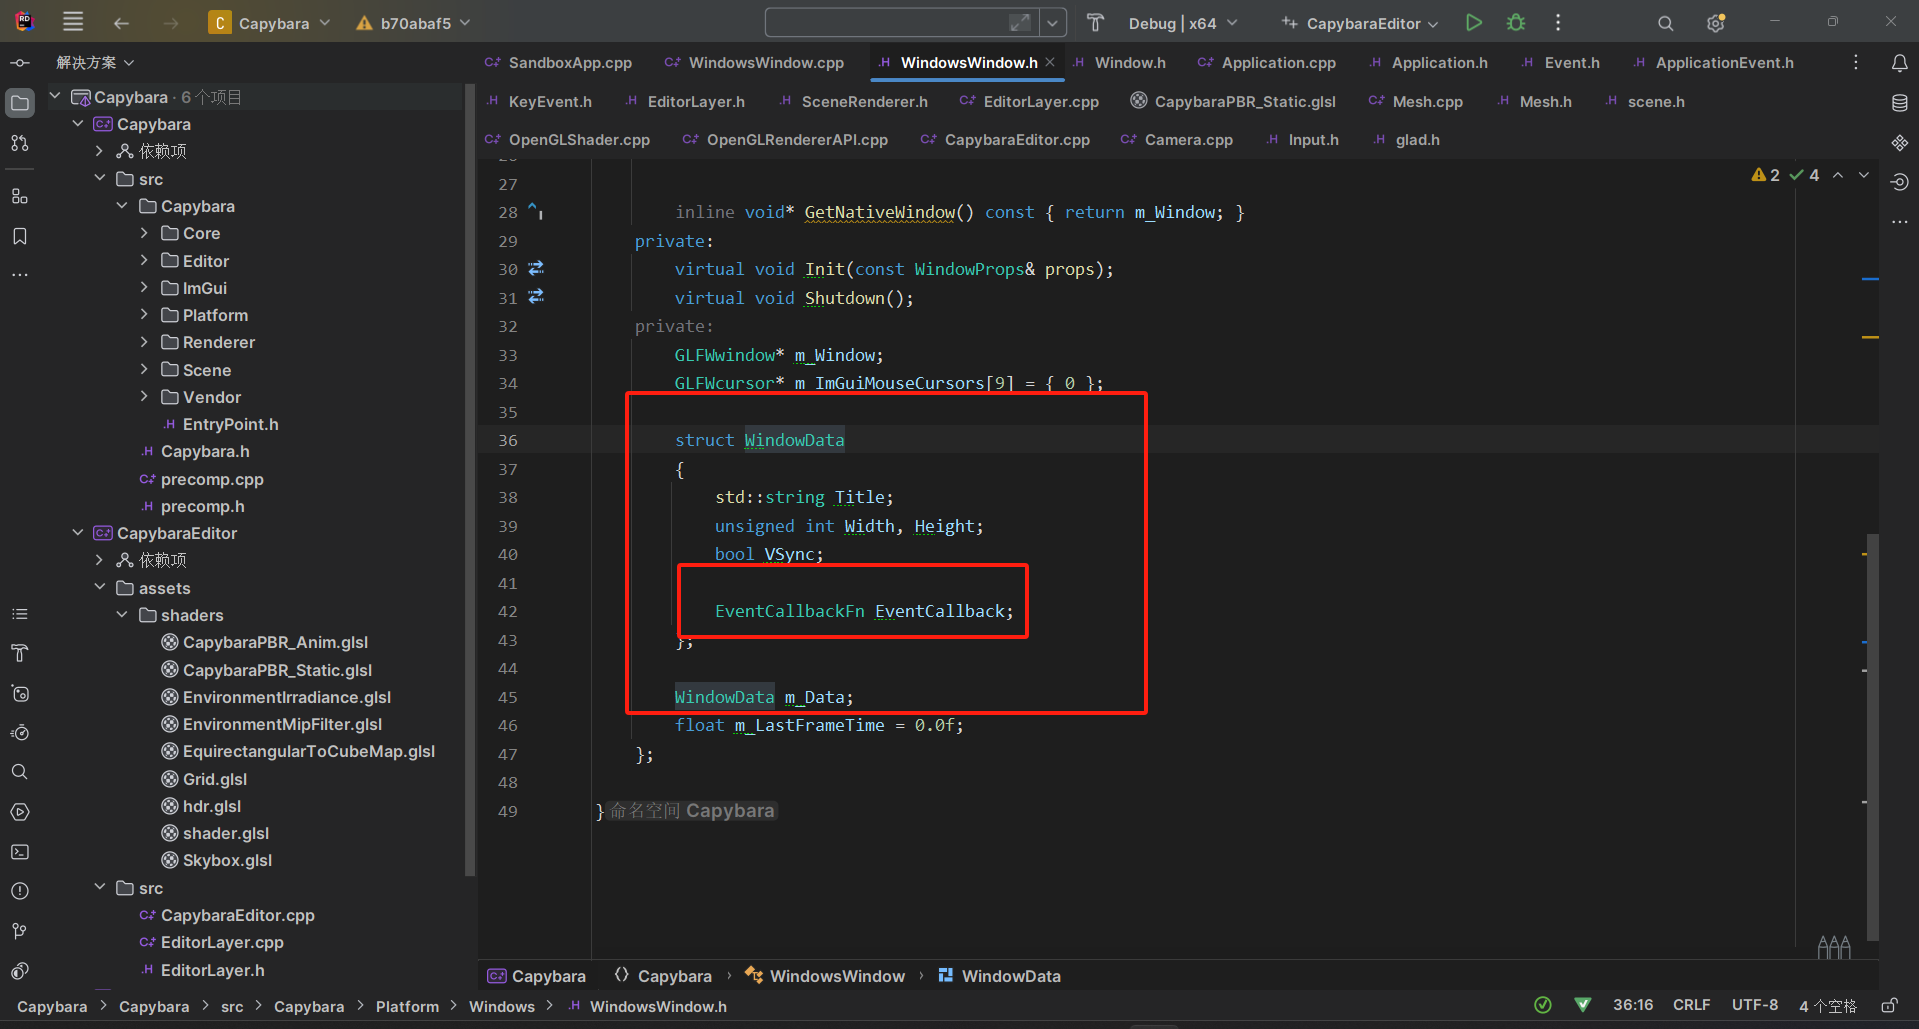 C Capybara
b70abaf5
Debug | x64
CapybaraEditor
解决方案
SandboxApp.cpp
WindowsWindow.cpp
WindowsWindow.h
Window.h
Application.cpp
Application.h
Event.h
ApplicationEvent.h
KeyEvent.h
EditorLayer.h
SceneRenderer.h
EditorLayer.cpp
CapybaraPBR_Static.glsl
Mesh.cpp
Mesh.h
scene.h
OpenGLShader.cpp
OpenGLRendererAPI.cpp
CapybaraEditor.cpp
Camera.cpp
Input.h
glad.h
Capybara · 6 个项目
Capybara
依赖项
src
Capybara
Core
Editor
ImGui
Platform
Renderer
Scene
Vendor
EntryPoint.h
Capybara.h
precomp.cpp
precomp.h
CapybaraEditor
依赖项
assets
shaders
CapybaraPBR_Anim.glsl
CapybaraPBR_Static.glsl
EnvironmentIrradiance.glsl
EnvironmentMipFilter.glsl
EquirectangularToCubeMap.glsl
Grid.glsl
hdr.glsl
shader.glsl
Skybox.glsl
src
CapybaraEditor.cpp
EditorLayer.cpp
EditorLayer.h
2 4
27
28 inline void* GetNativeWindow() const { return m_Window; }
29 private:
30 virtual void Init(const WindowProps& props);
31 virtual void Shutdown();
32 private:
33 GLFWwindow* m_Window;
34 GLFWcursor* m_ImGuiMouseCursors[9] = { 0 };
35
36 struct WindowData
37 {
38 std::string Title;
39 unsigned int Width, Height;
40 bool VSync;
41
42 EventCallbackFn EventCallback;
43 };
44
45 WindowData m_Data;
46 float m_LastFrameTime = 0.0f;
47 };
48
49 } 命名空间 Capybara
Capybara
Capybara
WindowsWindow
WindowData
Capybara > Capybara > src > Capybara > Platform > Windows > WindowsWindow.h
36:16 CRLF UTF-8 4 个空格